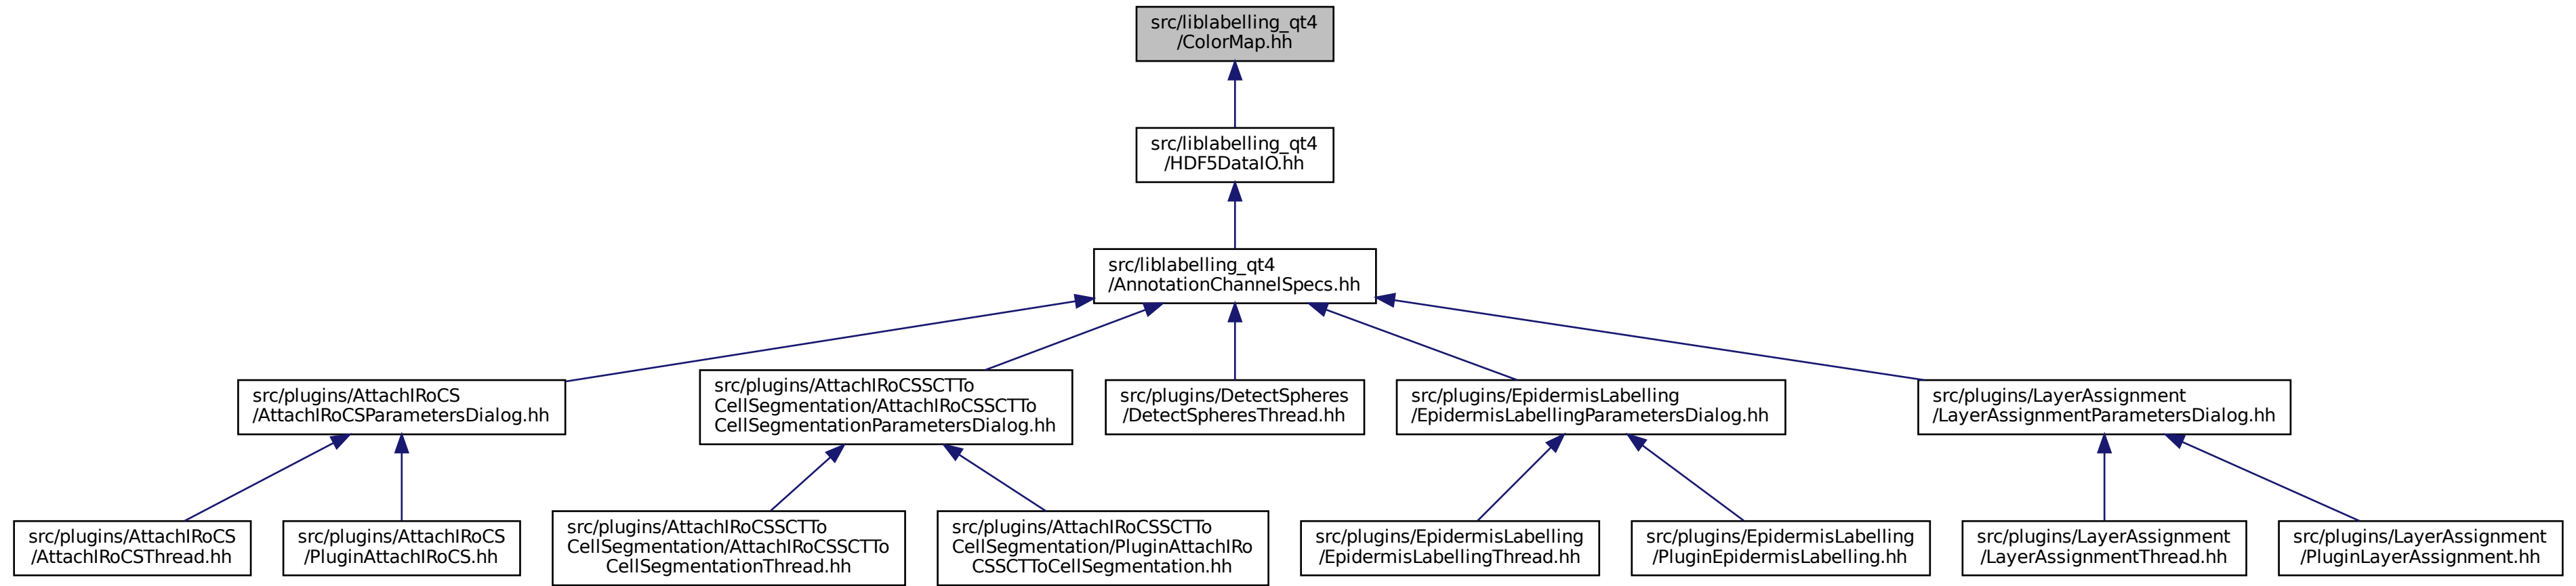 src/liblabelling_qt4
/ColorMap.hh
src/liblabelling_qt4
/HDF5DataIO.hh
src/liblabelling_qt4
/AnnotationChannelSpecs.hh
src/plugins/AttachIRoCS
/AttachIRoCSParametersDialog.hh
src/plugins/AttachIRoCSSCTTo
CellSegmentation/AttachIRoCSSCTTo
CellSegmentationParametersDialog.hh
src/plugins/DetectSpheres
/DetectSpheresThread.hh
src/plugins/EpidermisLabelling
/EpidermisLabellingParametersDialog.hh
src/plugins/LayerAssignment
/LayerAssignmentParametersDialog.hh
src/plugins/AttachIRoCS
/AttachIRoCSThread.hh
src/plugins/AttachIRoCS
/PluginAttachIRoCS.hh
src/plugins/AttachIRoCSSCTTo
CellSegmentation/AttachIRoCSSCTTo
CellSegmentationThread.hh
src/plugins/AttachIRoCSSCTTo
CellSegmentation/PluginAttachIRo
CSSCTToCellSegmentation.hh
src/plugins/EpidermisLabelling
/EpidermisLabellingThread.hh
src/plugins/EpidermisLabelling
/PluginEpidermisLabelling.hh
src/plugins/LayerAssignment
/LayerAssignmentThread.hh
src/plugins/LayerAssignment
/PluginLayerAssignment.hh